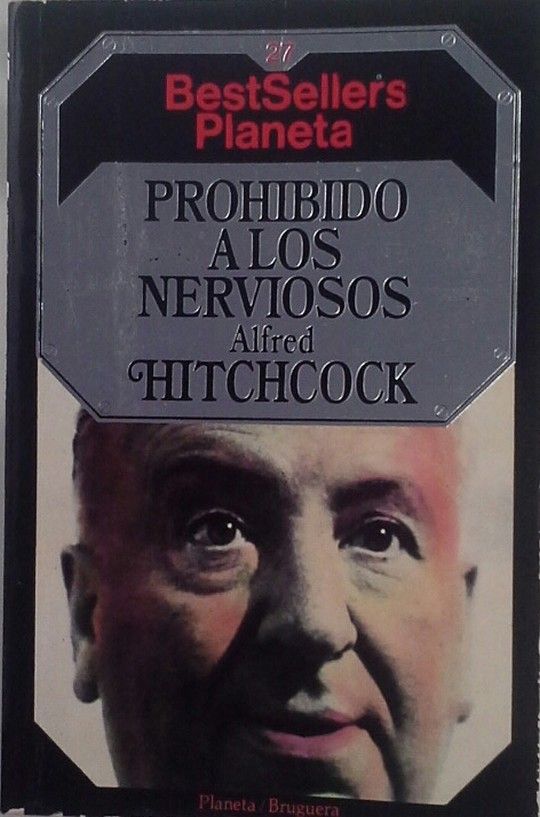 27
BestSellers
Planeta
PROHIBIDO
A LOS
NERVIOSOS
Alfred
HITCHCOCK
Planeta / Bruguera